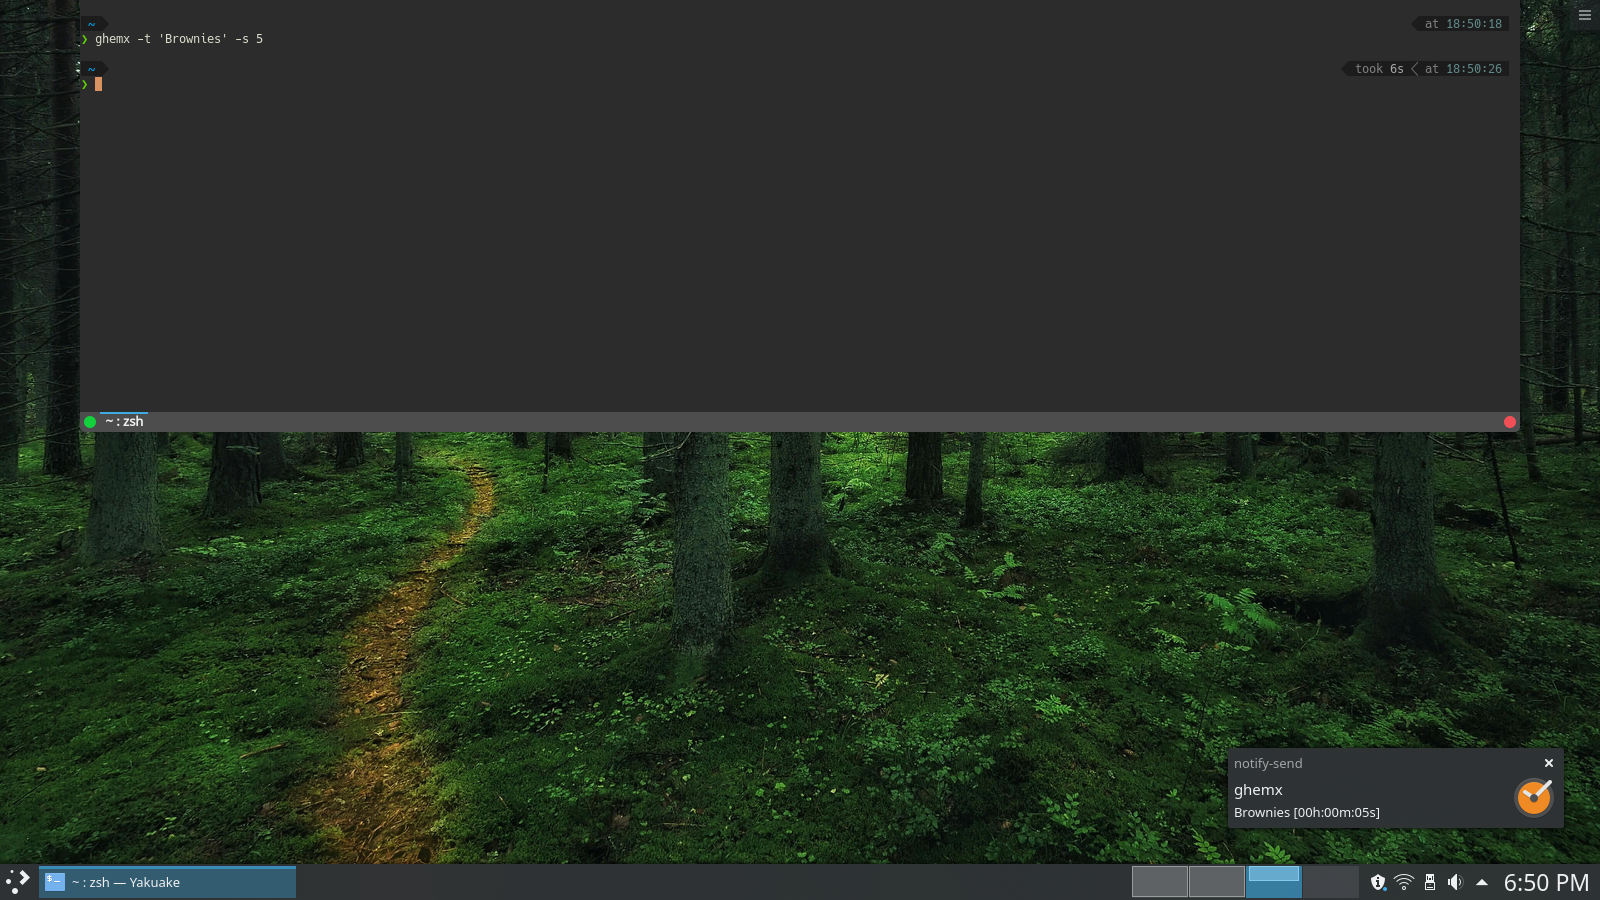 ~ at 18:50:18
❯ ghemx -t 'Brownies' -s 5
~ took 6s at 18:50:26
❯
~ : zsh
notify-send
ghemx
Brownies [00h:00m:05s]
~ : zsh — Yakuake
6:50 PM